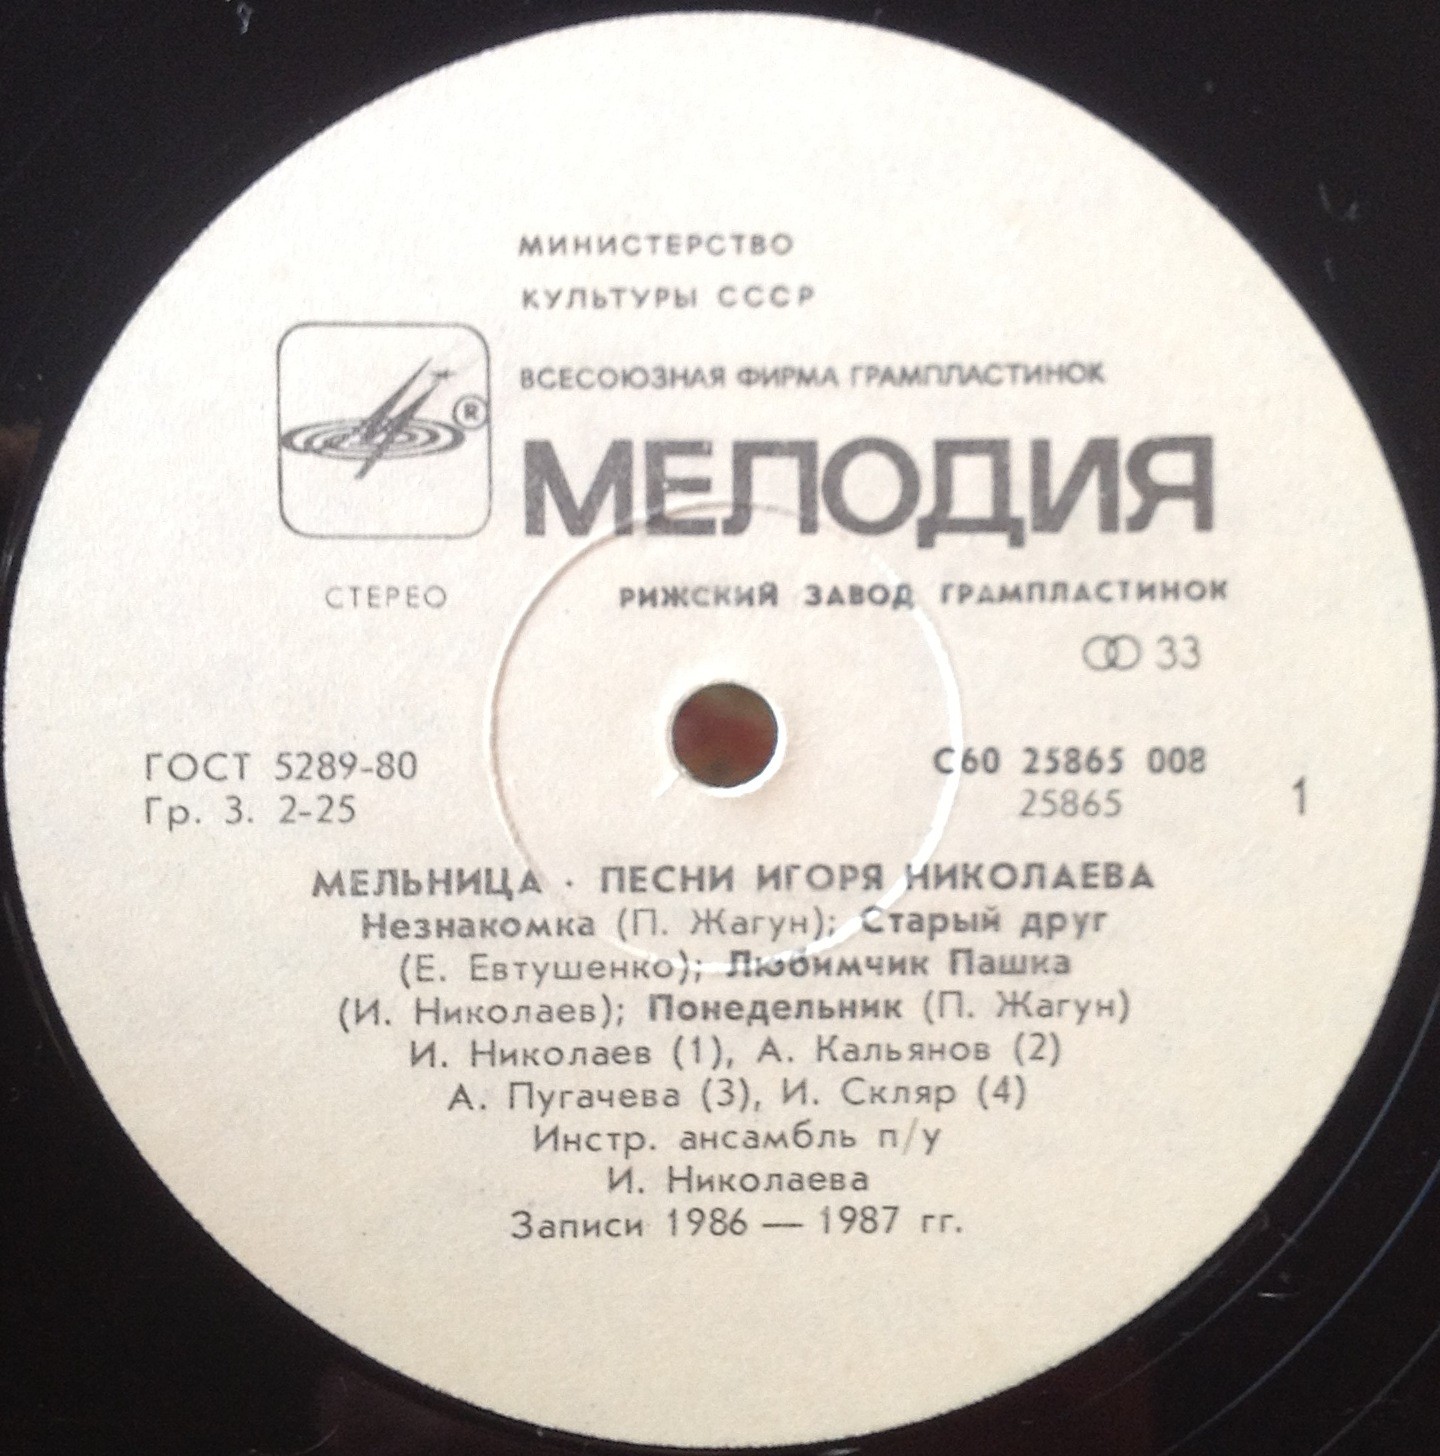 МИНИСТЕРСТВО
КУЛЬТУРЫ СССР
ВСЕСОЮЗНАЯ ФИРМА ГРАМПЛАСТИНОК
®
МЕЛОДИЯ
СТЕРЕО РИЖСКИЙ ЗАВОД ГРАМПЛАСТИНОК
33
ГОСТ 5289-80 С60 25865 008
Гр. 3. 2-25 25865 1
МЕЛЬНИЦА · ПЕСНИ ИГОРЯ НИКОЛАЕВА
Незнакомка (П. Жагун); Старый друг
(Е. Евтушенко); Любимчик Пашка
(И. Николаев); Понедельник (П. Жагун)
И. Николаев (1), А. Кальянов (2)
А. Пугачева (3), И. Скляр (4)
Инстр. ансамбль п/у
И. Николаева
Записи 1986 — 1987 гг.